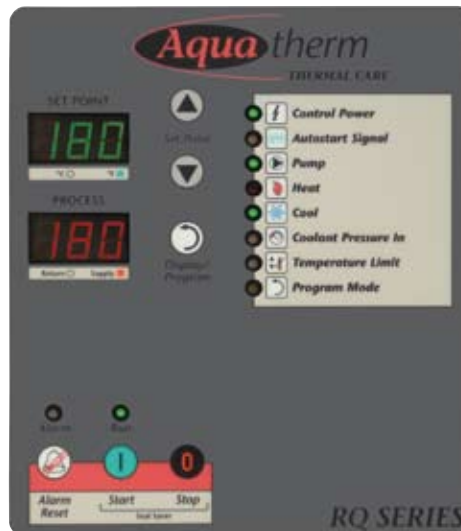 Aqua therm
THERMAL CARE
SET POINT
180
°C °F
Set Point
PROCESS
180
Return Supply
Display/
Program
Control Power
Autostart Signal
Pump
Heat
Cool
Coolant Pressure In
Temperature Limit
Program Mode
Alarm Run
I 0
Alarm
Reset
Start Stop
Seal Saver
RQ SERIES